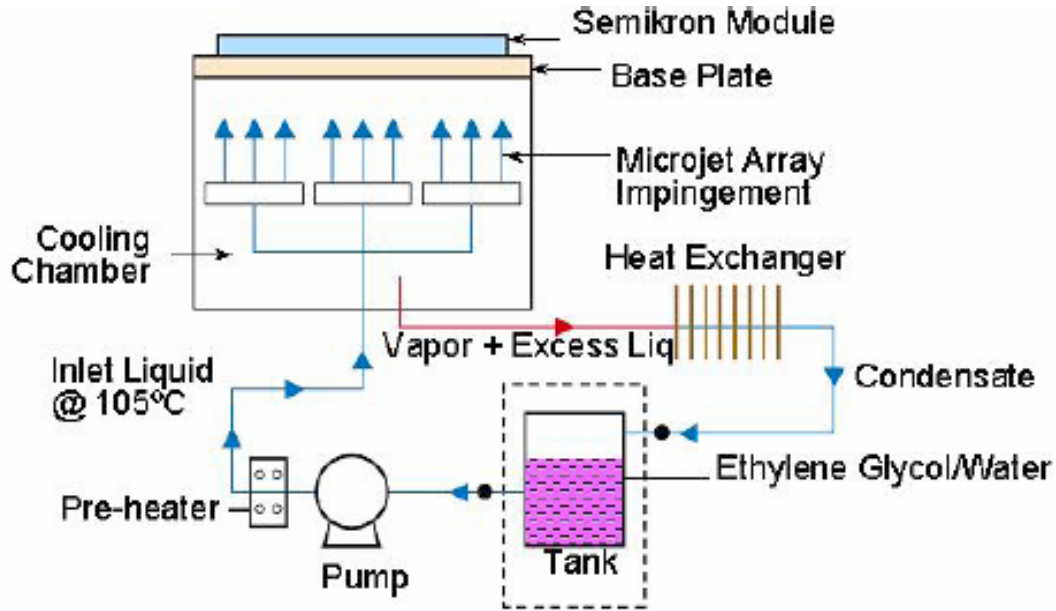 Semikron Module
Base Plate
Microjet Array
Impingement
Cooling
Chamber
Heat Exchanger
Vapor + Excess Liq
Inlet Liquid
@ 105ºC
Condensate
Ethylene Glycol/Water
Pre-heater
Tank
Pump